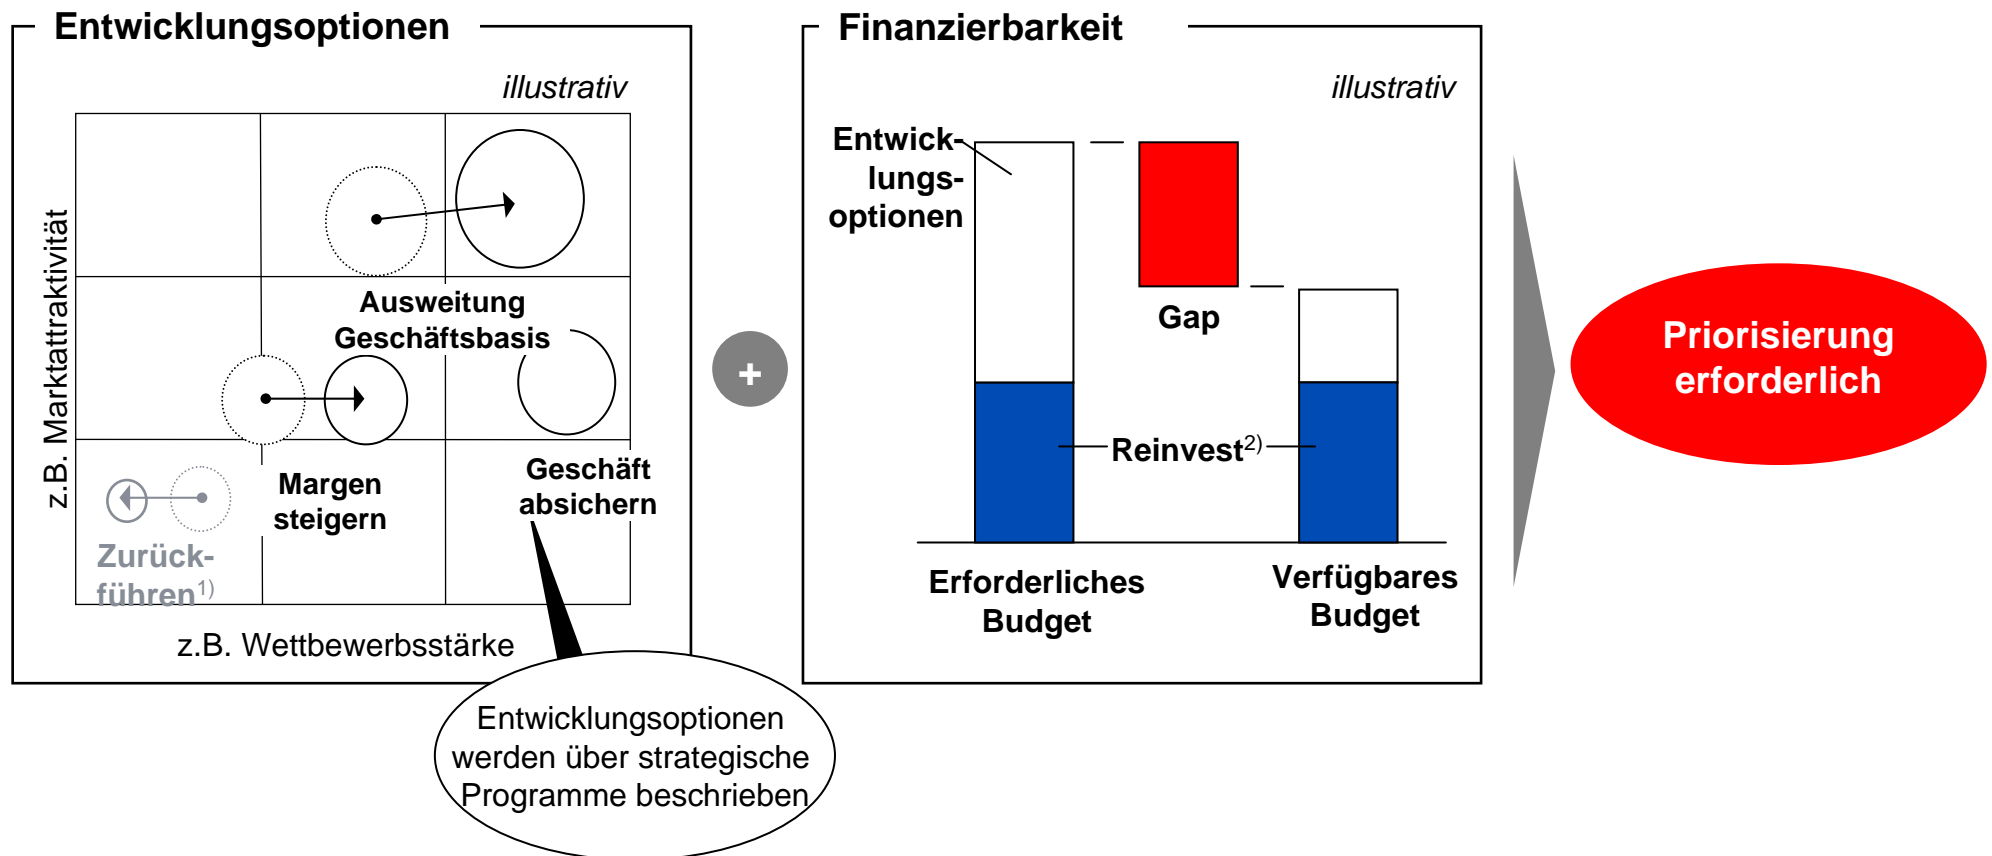 Entwicklungsoptionen
illustrativ
z.B. Marktattraktivität
Ausweitung
Geschäftsbasis
Margen
steigern
Geschäft
absichern
Zurück-
führen1)
z.B. Wettbewerbsstärke
Entwicklungsoptionen
werden über strategische
Programme beschrieben
+
Finanzierbarkeit
illustrativ
Entwick-
lungs-
optionen
Gap
Reinvest2)
Erforderliches
Budget
Verfügbares
Budget
Priorisierung
erforderlich